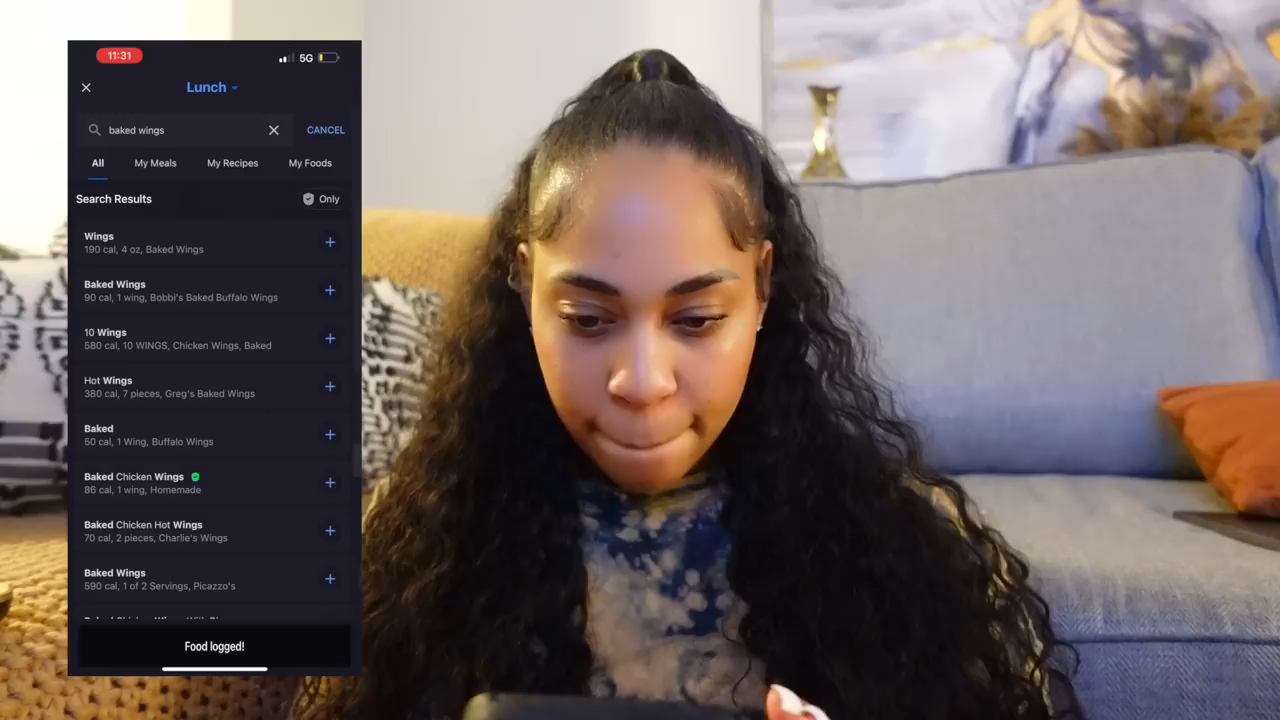 11:31
5G
Lunch
baked wings
CANCEL
All
My Meals
My Recipes
My Foods
Search Results
Only
Wings
190 cal, 4 oz, Baked Wings
Baked Wings
90 cal, 1 wing, Bobbi's Baked Buffalo Wings
10 Wings
580 cal, 10 WINGS, Chicken Wings, Baked
Hot Wings
380 cal, 7 pieces, Greg's Baked Wings
Baked
50 cal, 1 Wing, Buffalo Wings
Baked Chicken Wings
86 cal, 1 wing, Homemade
Baked Chicken Hot Wings
70 cal, 2 pieces, Charlie's Wings
Baked Wings
590 cal, 1 of 2 Servings, Picazzo's
Food logged!